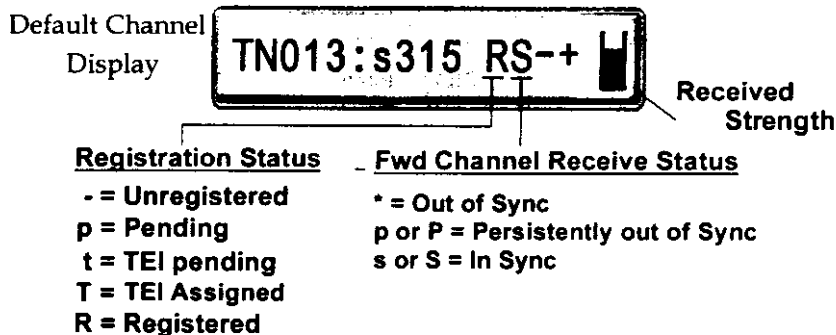 Default Channel
Display
TN013:s315 RS-+
Received
Strength
Registration Status
- = Unregistered
p = Pending
t = TEI pending
T = TEI Assigned
R = Registered
Fwd Channel Receive Status
* = Out of Sync
p or P = Persistently out of Sync
s or S = In Sync